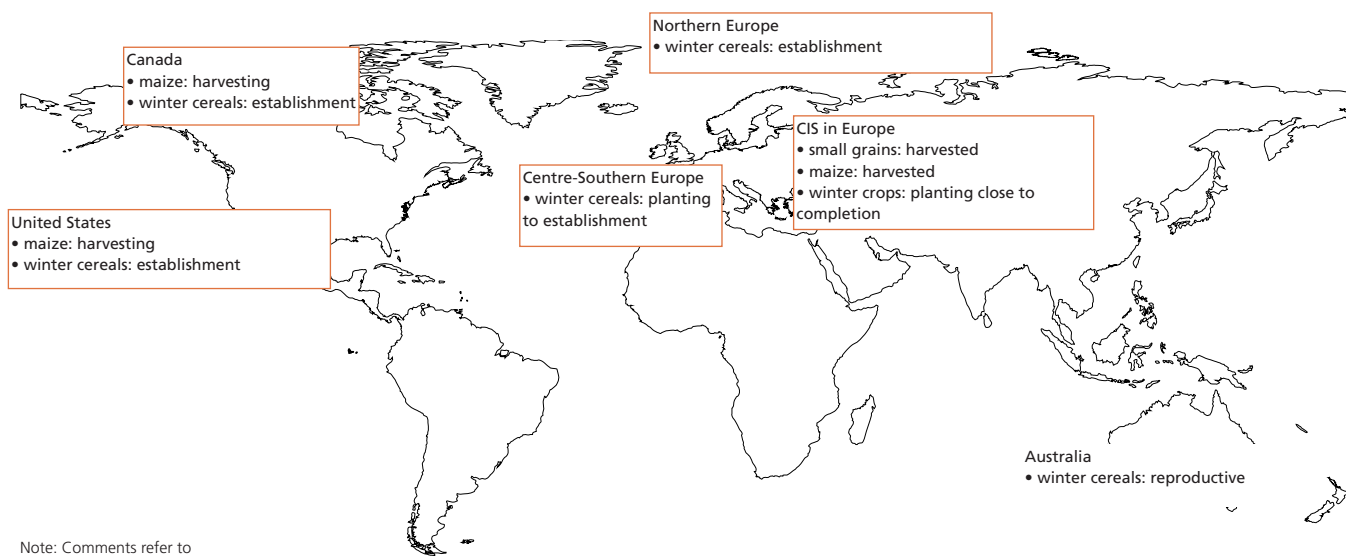 Northern Europe
• winter cereals: establishment
Canada
• maize: harvesting
• winter cereals: establishment
CIS in Europe
• small grains: harvested
• maize: harvested
• winter crops: planting close to
completion
Centre-Southern Europe
• winter cereals: planting
to establishment
United States
• maize: harvesting
• winter cereals: establishment
Australia
• winter cereals: reproductive
Note: Comments refer to